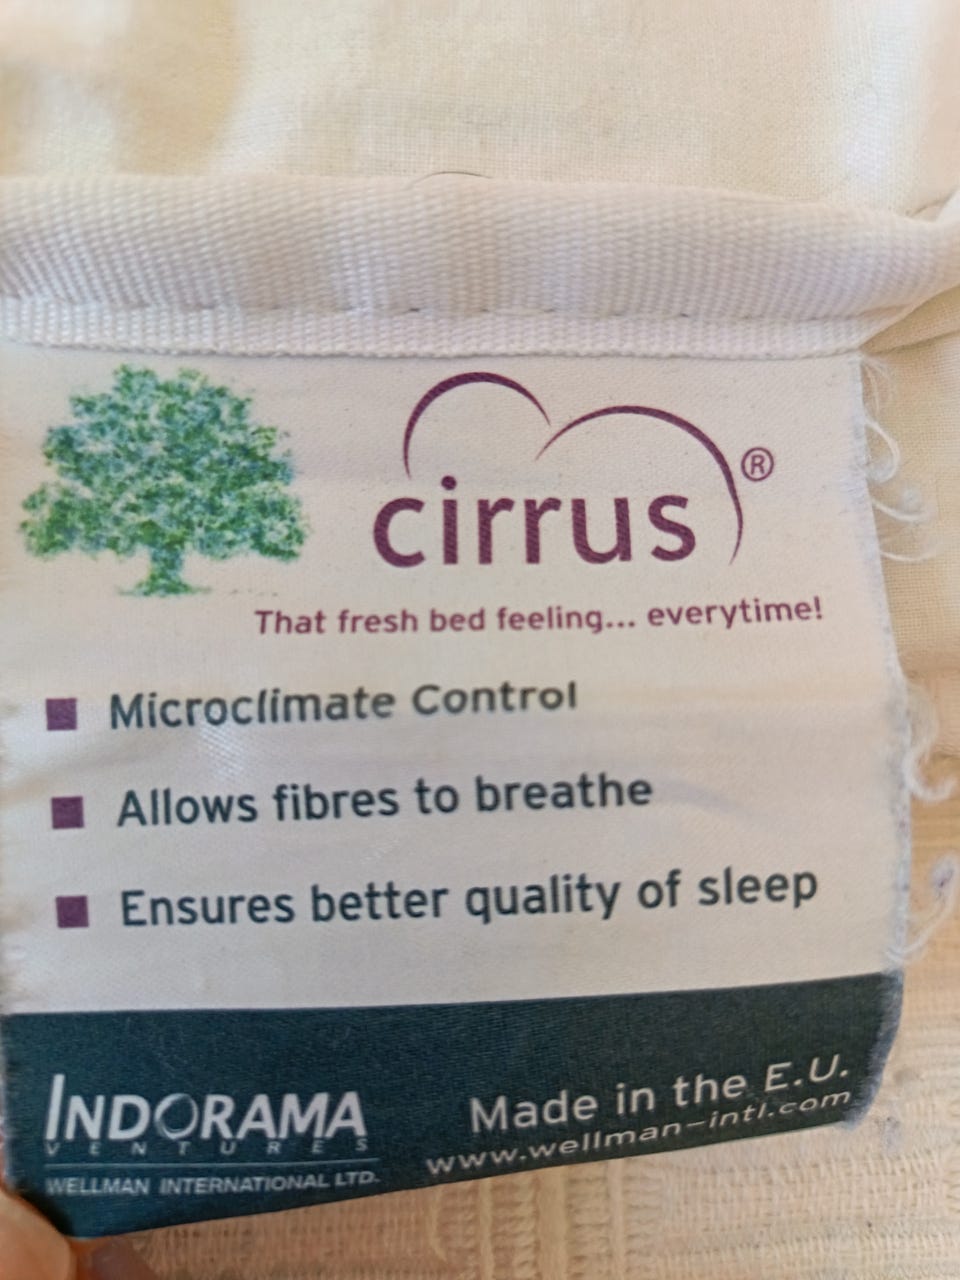 cirrus®
That fresh bed feeling... everytime!
Microclimate Control
Allows fibres to breathe
Ensures better quality of sleep
INDORAMA
VENTURES
WELLMAN INTERNATIONAL LTD.
Made in the E.U.
www.wellman-intl.com